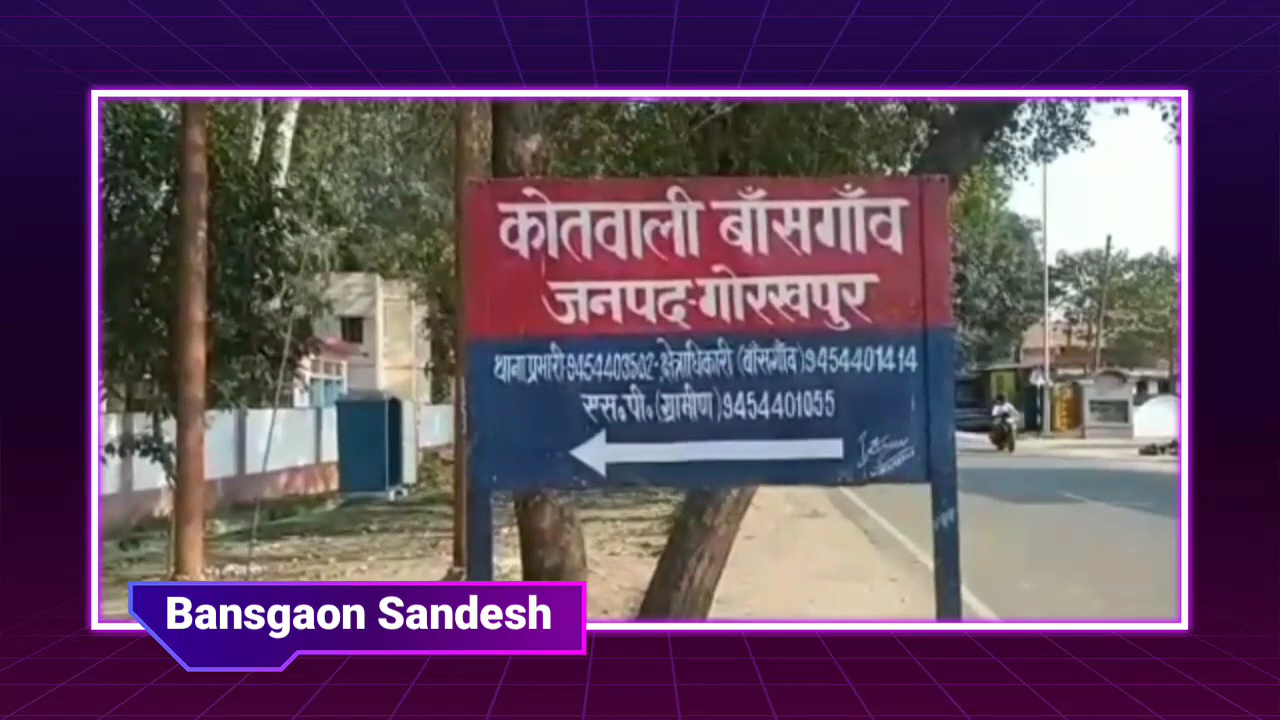 कोतवाली बाँसगाँव
जनपद-गोरखपुर
थाना प्रभारी-9454403502-क्षेत्राधिकारी (बाँसगाँव)9454401414
एस॰पी॰(ग्रामीण)9454401055
Bansgaon Sandesh